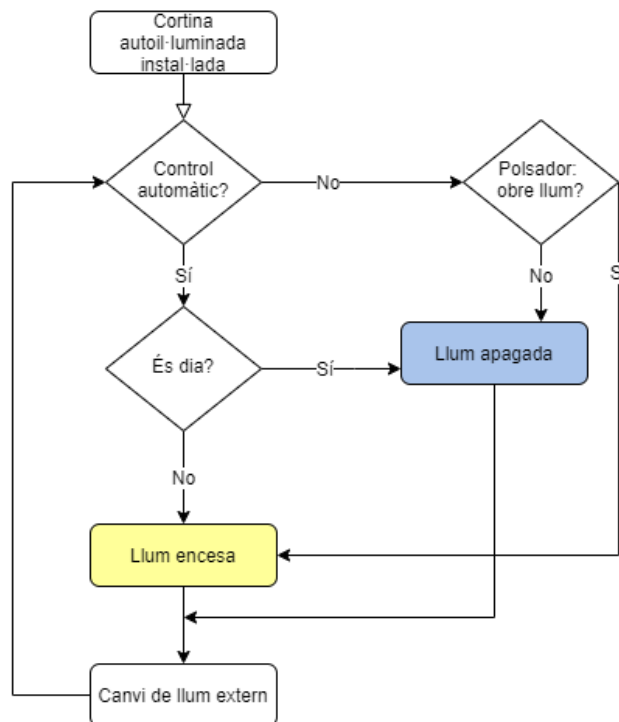 Cortina
autoil·luminada
instal·lada
Control
automàtic?
No
Polsador:
obre llum?
Sí
No
S
És dia?
Sí
Llum apagada
No
Llum encesa
Canvi de llum extern